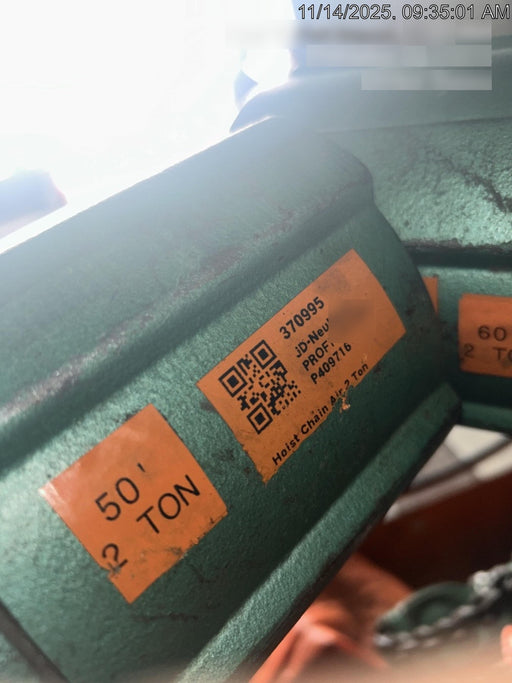 11/14/2025, 09:35:01 AM
370995
JD-Neu
PROF.
P409716
Hoist Chain Air 2 Ton
50'
2 TON
60
2 TO